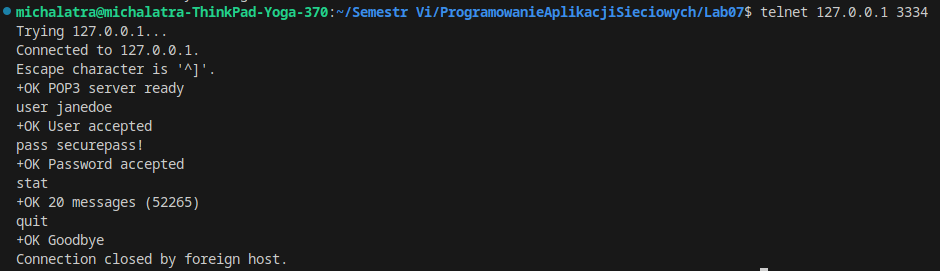 michalatra@michalatra-ThinkPad-Yoga-370:~/Semestr Vi/ProgramowanieAplikacjiSieciowych/Lab07$ telnet 127.0.0.1 3334
Trying 127.0.0.1...
Connected to 127.0.0.1.
Escape character is '^]'.
+OK POP3 server ready
user janedoe
+OK User accepted
pass securepass!
+OK Password accepted
stat
+OK 20 messages (52265)
quit
+OK Goodbye
Connection closed by foreign host.